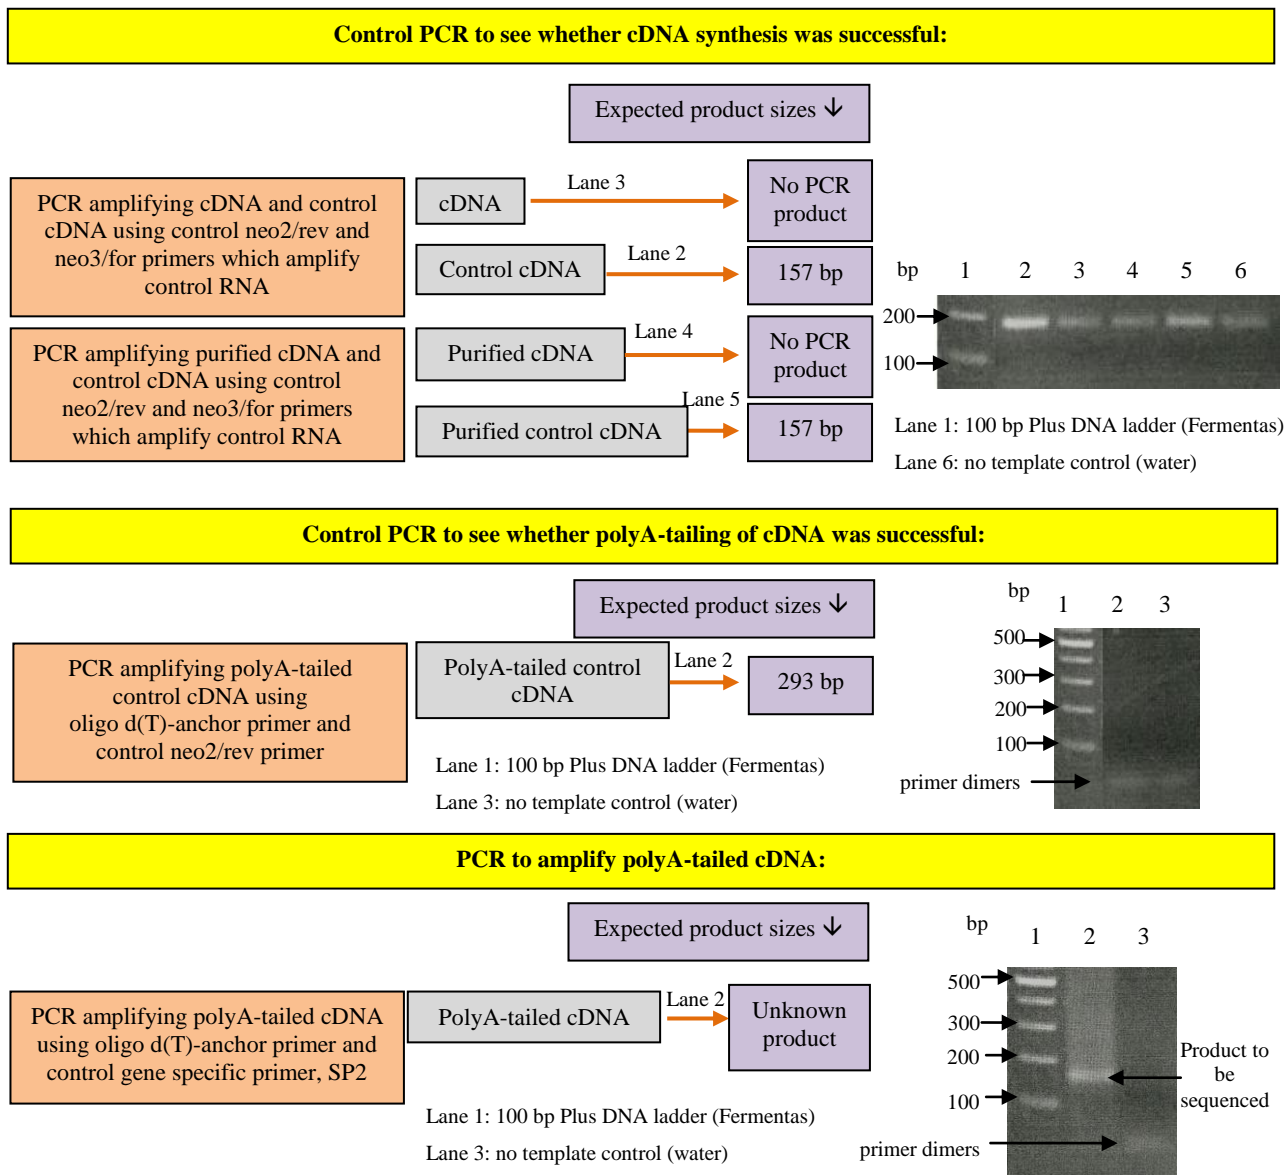 Control PCR to see whether cDNA synthesis was successful:
Expected product sizes ↓
PCR amplifying cDNA and control
cDNA using control neo2/rev and
neo3/for primers which amplify
control RNA
cDNA
Lane 3
No PCR
product
Control cDNA
Lane 2
157 bp
PCR amplifying purified cDNA and
control cDNA using control
neo2/rev and neo3/for primers
which amplify control RNA
Purified cDNA
Lane 4
No PCR
product
Purified control cDNA
Lane 5
157 bp
bp 1 2 3 4 5 6
200
100
Lane 1: 100 bp Plus DNA ladder (Fermentas)
Lane 6: no template control (water)
Control PCR to see whether polyA-tailing of cDNA was successful:
Expected product sizes ↓
PCR amplifying polyA-tailed
control cDNA using
oligo d(T)-anchor primer and
control neo2/rev primer
PolyA-tailed control
cDNA
Lane 2
293 bp
Lane 1: 100 bp Plus DNA ladder (Fermentas)
Lane 3: no template control (water)
bp 1 2 3
500
300
200
100
primer dimers
PCR to amplify polyA-tailed cDNA:
Expected product sizes ↓
PCR amplifying polyA-tailed cDNA
using oligo d(T)-anchor primer and
control gene specific primer, SP2
PolyA-tailed cDNA
Lane 2
Unknown
product
Lane 1: 100 bp Plus DNA ladder (Fermentas)
Lane 3: no template control (water)
bp 1 2 3
500
300
200
100
Product to
be
sequenced
primer dimers